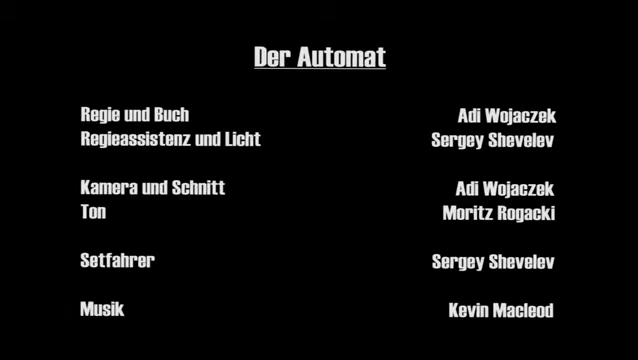 Der Automat
Regie und Buch Adi Wojaczek
Regieassistenz und Licht Sergey Shevelev
Kamera und Schnitt Adi Wojaczek
Ton Moritz Rogacki
Setfahrer Sergey Shevelev
Musik Kevin Macleod